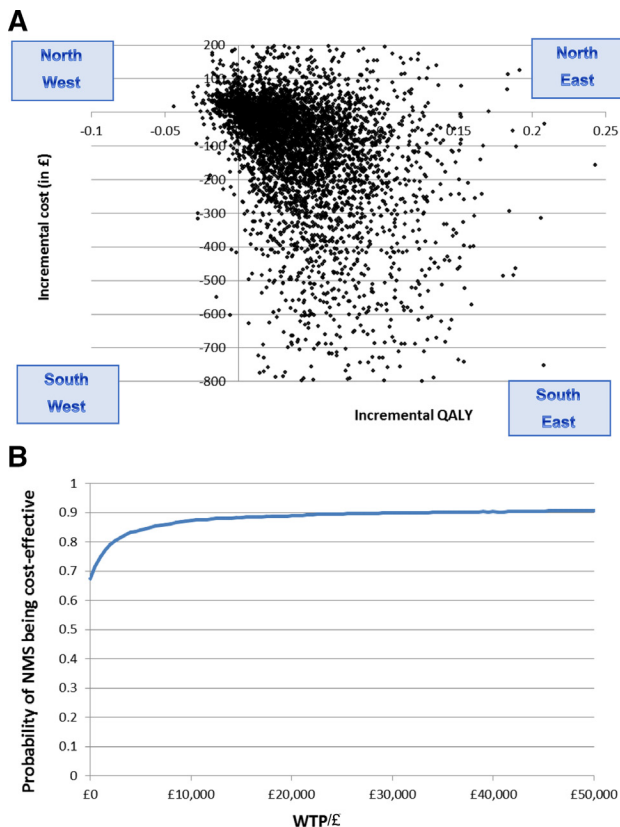 A
200
North
West
North
East
-0.1
-0.05
0.15
0.2
0.25
-100
-200
-300
-400
-500
-600
-700
-800
Incremental cost (in £)
Incremental QALY
South
West
South
East
B
Probability of NMS being cost-effective
1
0.9
0.8
0.7
0.6
0.5
0.4
0.3
0.2
0.1
0
£0
£10,000
£20,000
£30,000
£40,000
£50,000
WTP/£